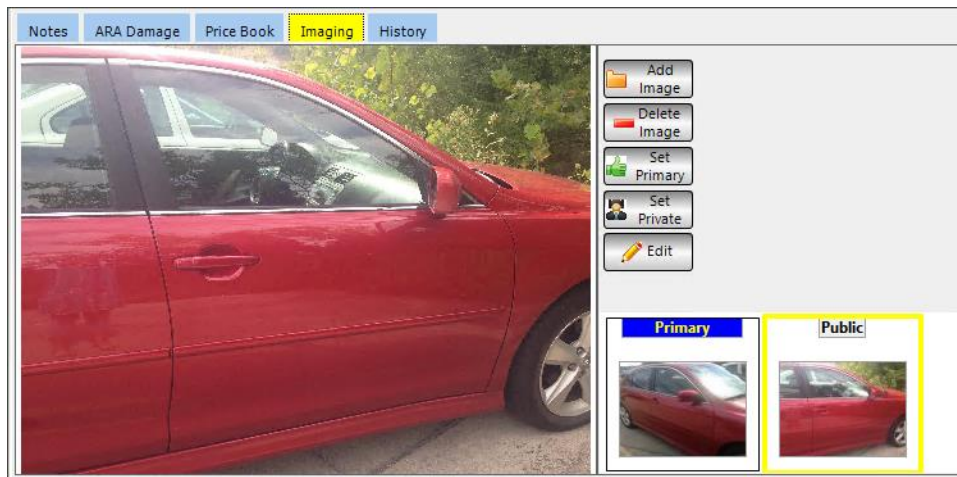 Notes ARA Damage Price Book Imaging History
Add
Image
Delete
Image
Set
Primary
Set
Private
Edit
Primary Public